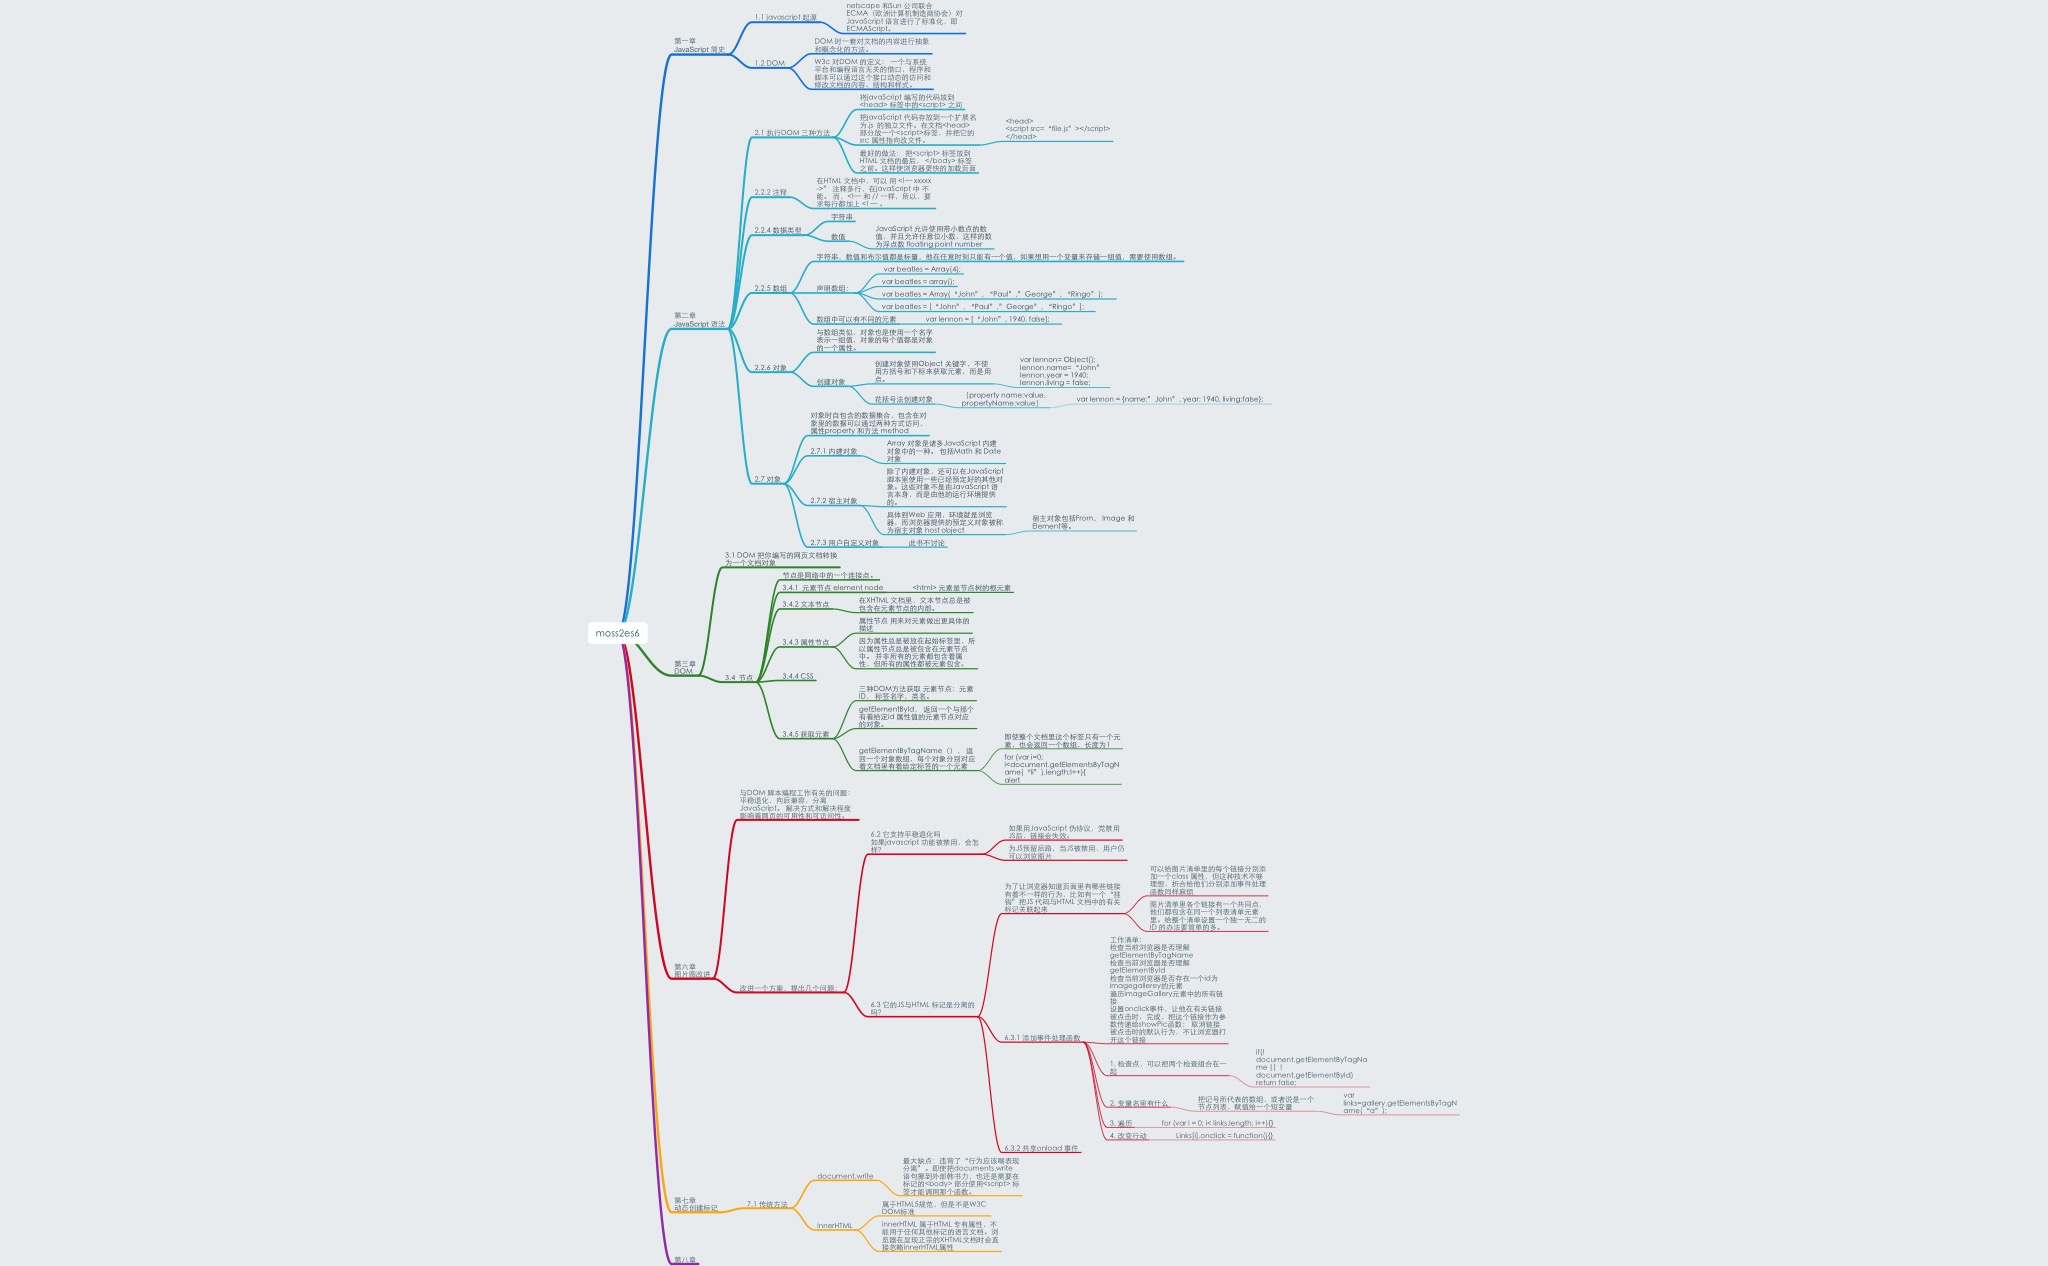 moss2es6
第一章
JavaScript 简史
1.1 javascript 起源
netscape 和Sun 公司联合
ECMA（欧洲计算机制造商协会）对
JavaScript 语言进行了标准化，即
ECMAScript。
1.2 DOM
DOM 时一套对文档的内容进行抽象
和概念化的方法。
W3c 对DOM 的定义： 一个与系统
平台和编程语言无关的借口，程序和
脚本可以通过这个接口动态的访问和
修改文档的内容，结构和样式。
第二章
JavaScript 语法
2.1 执行DOM 三种方法
将javaScript 编写的代码放到
<head> 标签中的<script> 之间
把javaScript 代码存放到一个扩展名
为.js 的独立文件。在文档<head>
部分放一个<script>标签，并把它的
src 属性指向改文件。
<head>
<script src= “file.js” ></script>
</head>
最好的做法： 把<script> 标签放到
HTML 文档的最后， </body> 标签
之前。这样使浏览器更快的加载页面
2.2.2 注释
在HTML 文档中，可以 用 <!— xxxxx
->” 注释多行，在javaScript 中 不
能。 而，<!— 和 // 一样，所以，要
求每行都加上 <! — 。
2.2.4 数据类型
字符串
数值
JavaScript 允许使用带小数点的数
值，并且允许任意位小数，这样的数
为浮点数 floating point number
2.2.5 数组
字符串，数值和布尔值都是标量，他在任意时刻只能有一个值，如果想用一个变量来存储一组值，需要使用数组。
声明数组：
var beatles = Array(4);
var beatles = array();
var beatles = Array( “John” , “Paul” ,” George” , “Ringo” );
var beatles = [ “John” , “Paul” ,” George” , “Ringo” ];
数组中可以有不同的元素
var lennon = [ “John” , 1940, false];
2.2.6 对象
与数组类似，对象也是使用一个名字
表示一组值，对象的每个值都是对象
的一个属性。
创建对象
创建对象使用Object 关键字，不使
用方括号和下标来获取元素，而是用
点。
var lennon= Object();
lennon.name= “John”
lennon.year = 1940;
lennon.living = false;
花括号法创建对象
{property name:value,
propertyName:value}
var lennon = {name:” John” , year: 1940, living:false};
2.7 对象
对象时自包含的数据集合，包含在对
象里的数据可以通过两种方式访问，
属性property 和方法 method
2.7.1 内建对象
Array 对象是诸多JavaScript 内建
对象中的一种。 包括Math 和 Date
对象
2.7.2 宿主对象
除了内建对象，还可以在JavaScript
脚本里使用一些已经预定好的其他对
象。这些对象不是由JavaScript 语
言本身，而是由他的运行环境提供
的。
具体到Web 应用，环境就是浏览
器，而浏览器提供的预定义对象被称
为宿主对象 host object
宿主对象包括From， Image 和
Element等。
2.7.3 用户自定义对象
此书不讨论
第三章
DOM
3.1 DOM 把你编写的网页文档转换
为一个文档对象
3.4 节点
节点是网络中的一个连接点。
3.4.1 元素节点 element node
<html> 元素是节点树的根元素
3.4.2 文本节点
在XHTML 文档里，文本节点总是被
包含在元素节点的内部。
3.4.3 属性节点
属性节点 用来对元素做出更具体的
描述
因为属性总是被放在起始标签里，所
以属性节点总是被包含在元素节点
中。 并非所有的元素都包含着属
性，但所有的属性都被元素包含。
3.4.4 CSS
3.4.5 获取元素
三种DOM方法获取 元素节点：元素
ID， 标签名字，类名。
getElementById， 返回一个与那个
有着给定id 属性值的元素节点对应
的对象。
getElementByTagName（）， 返
回一个对象数组，每个对象分别对应
着文档里有着给定标签的一个元素
即使整个文档里这个标签只有一个元
素，也会返回一个数组，长度为1
for (var i=0;
i<document.getElementsByTagN
ame( “li” ).length;i++){
alert
第六章
图片图改进
与DOM 脚本编程工作有关的问题：
平稳退化，向后兼容，分离
JavaScript。 解决方式和解决程度
影响着网页的可用性和可访问性。
改进一个方案，提出几个问题：
6.2 它支持平稳退化吗
如果javascript 功能被禁用，会怎
样？
如果用JavaScript 伪协议，党禁用
JS后，链接会失效。
为JS预留后路，当JS被禁用，用户仍
可以浏览图片
6.3 它的JS与HTML 标记是分离的
吗？
为了让浏览器知道页面里有哪些链接
有着不一样的行为，比如有一个“挂
钩”把JS 代码与HTML 文档中的有关
标记关联起来
可以给图片清单里的每个链接分别添
加一个class 属性，但这种技术不够
理想，折合给他们分别添加事件处理
函数同样麻烦
图片清单里各个链接有一个共同点，
他们都包含在同一个列表清单元素
里。给整个清单设置一个独一无二的
ID 的办法要简单的多。
6.3.1 添加事件处理函数
工作清单：
检查当前浏览器是否理解
getElementByTagName
检查当前浏览器是否理解
getElementById
检查当前浏览器是否存在一个id为
imagegallerey的元素
遍历imageGallery元素中的所有链
接
设置onclick事件，让他在有关链接
被点击时，完成，把这个链接作为参
数传递给showPic函数； 取消链接
被点击时的默认行为，不让浏览器打
开这个链接
1. 检查点，可以把两个检查组合在一
起
if(!
document.getElementByTagNa
me || !
document.getElementById)
return false;
2. 变量名里有什么
把记号所代表的数组，或者说是一个
节点列表，赋值给一个短变量
var
links=gallery.getElementsByTagN
ame( “a” );
3. 遍历
for (var i = 0; i< links.length; i++){}
4. 改变行动
Links[i].onclick = function(){}
6.3.2 共享onload 事件
第七章
动态创建标记
7.1 传统方法
document.write
最大缺点：违背了“行为应该喝表现
分离” 。即使把documents.write
语句挪到外部韩书力，也还是需要在
标记的<body> 部分使用<script> 标
签才能调用那个函数。
innerHTML
属于HTML5规范，但是不是W3C
DOM标准
innerHTML 属于HTML 专有属性，不
能用于任何其他标记的语言文档。浏
览器在呈现正宗的XHTML文档时会直
接忽略innerHTML属性
第八章